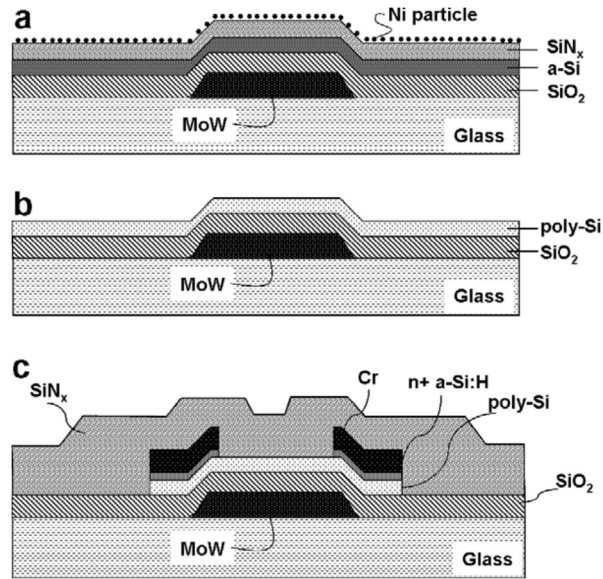 a
Ni particle
SiNx
a-Si
SiO2
MoW
Glass
b
poly-Si
SiO2
MoW
Glass
c
SiNx
Cr
n+ a-Si:H
poly-Si
SiO2
MoW
Glass